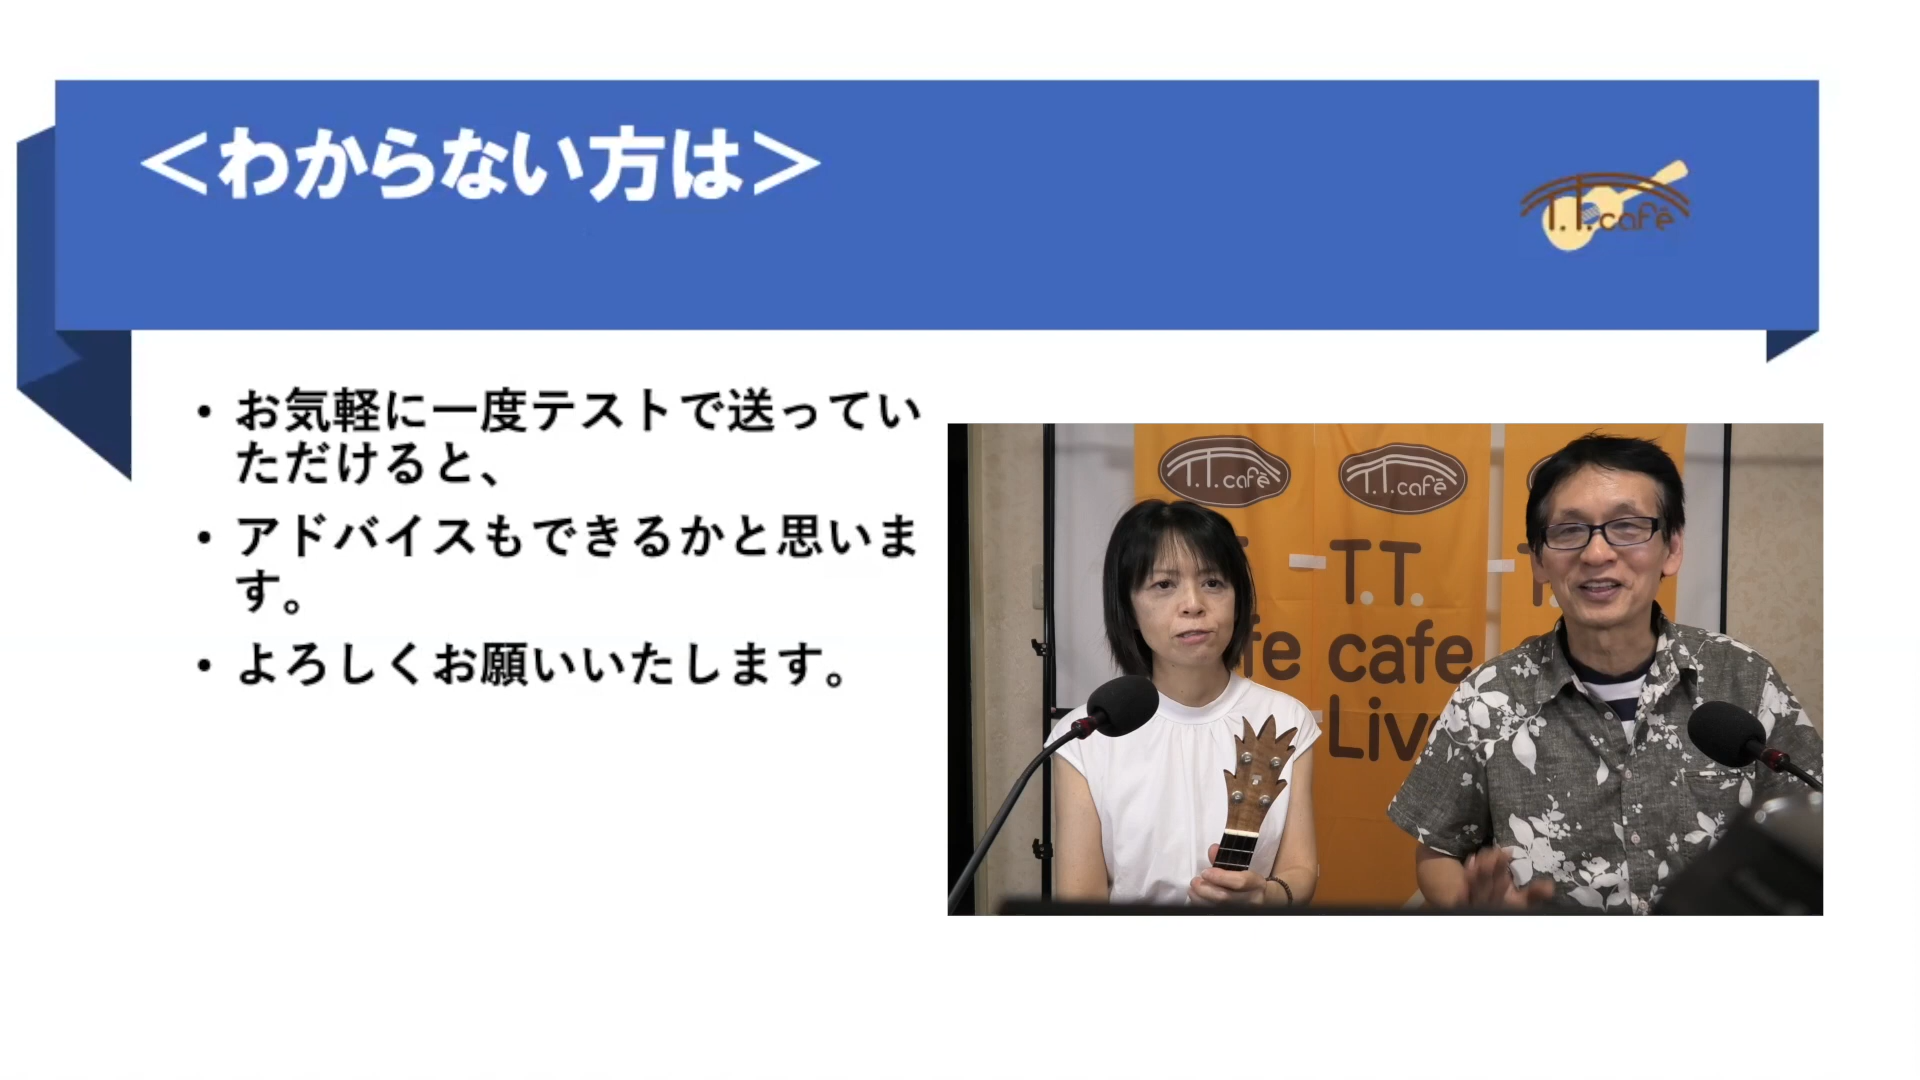 ＜わからない方は＞
T.T.café
・お気軽に一度テストで送ってい
ただけると、
・アドバイスもできるかと思いま
す。
・よろしくお願いいたします。
T.T.café
T.T.café
T.T.
fe
cafe
Live